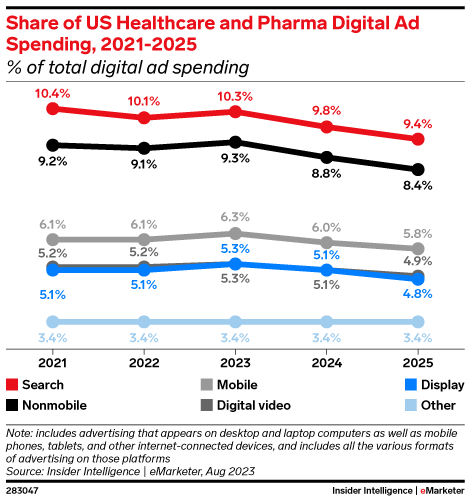 Share of US Healthcare and Pharma Digital Ad
Spending, 2021-2025
% of total digital ad spending
10.4% 10.1% 10.3% 9.8% 9.4%
9.2% 9.1% 9.3% 8.8% 8.4%
6.1% 6.1% 6.3% 6.0% 5.8%
5.2% 5.2% 5.3% 5.1% 4.9%
5.1% 5.1% 5.3% 5.1% 4.8%
3.4% 3.4% 3.4% 3.4% 3.4%
2021 2022 2023 2024 2025
Search Mobile Display
Nonmobile Digital video Other
Note: includes advertising that appears on desktop and laptop computers as well as mobile
phones, tablets, and other internet-connected devices, and includes all the various formats
of advertising on those platforms
Source: Insider Intelligence | eMarketer, Aug 2023
283047 Insider Intelligence | eMarketer